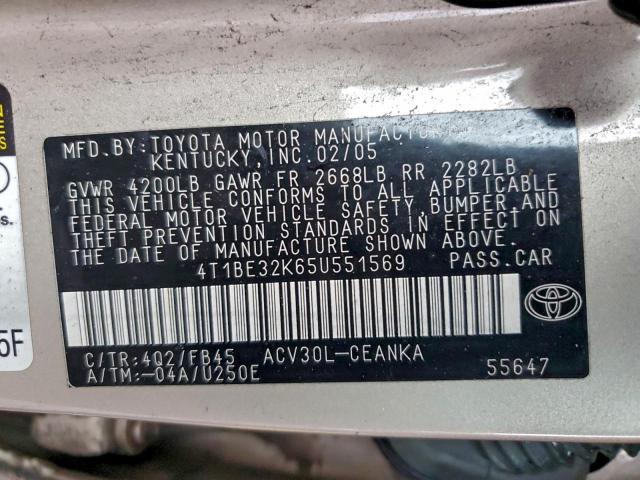 MFD.BY:TOYOTA MOTOR MANUFACTUR
KENTUCKY, INC. 02/05
GVWR 4200LB GAWR FR 2668LB RR 2282LB
THIS VEHICLE CONFORMS TO ALL APPLICABLE
FEDERAL MOTOR VEHICLE SAFETY, BUMPER AND
THEFT PREVENTION STANDARDS IN EFFECT ON
THE DATE OF MANUFACTURE SHOWN ABOVE.
4T1BE32K65U551569 PASS.CAR
C/TR:4Q2/FB45 ACV30L-CEANKA
A/TM:-04A/U250E 55647
5F
s.